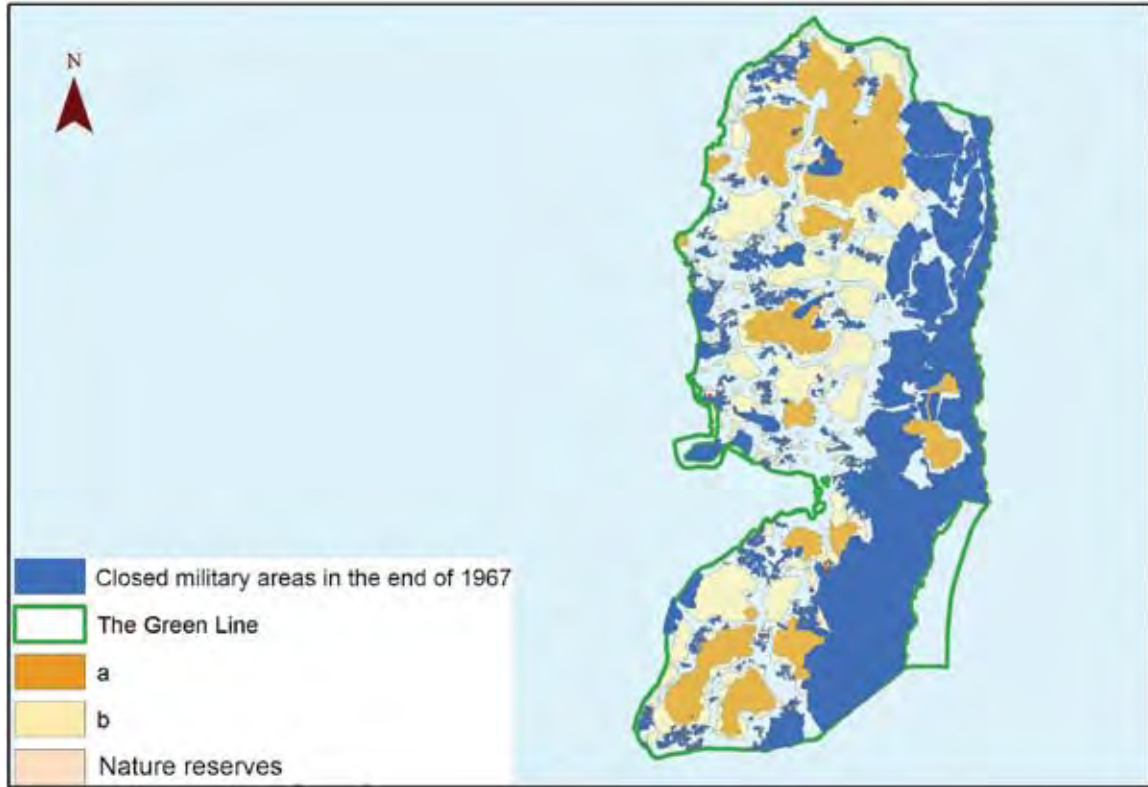 N
Closed military areas in the end of 1967
The Green Line
a
b
Nature reserves